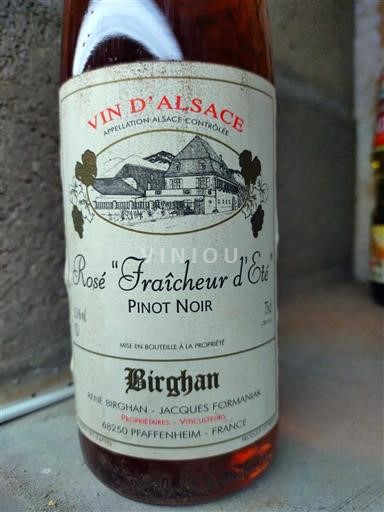 VIN D'ALSACE
APPELLATION ALSACE CONTRÔLÉE
VINIOU
Rosé "Fraîcheur d'Eté"
PINOT NOIR
75cl
MISE EN BOUTEILLE À LA PROPRIÉTÉ
Birghan
RENÉ BIRGHAN - JACQUES FORMANIAK
PROPRIÉTAIRES - VITICULTEURS
68250 PFAFFENHEIM - FRANCE